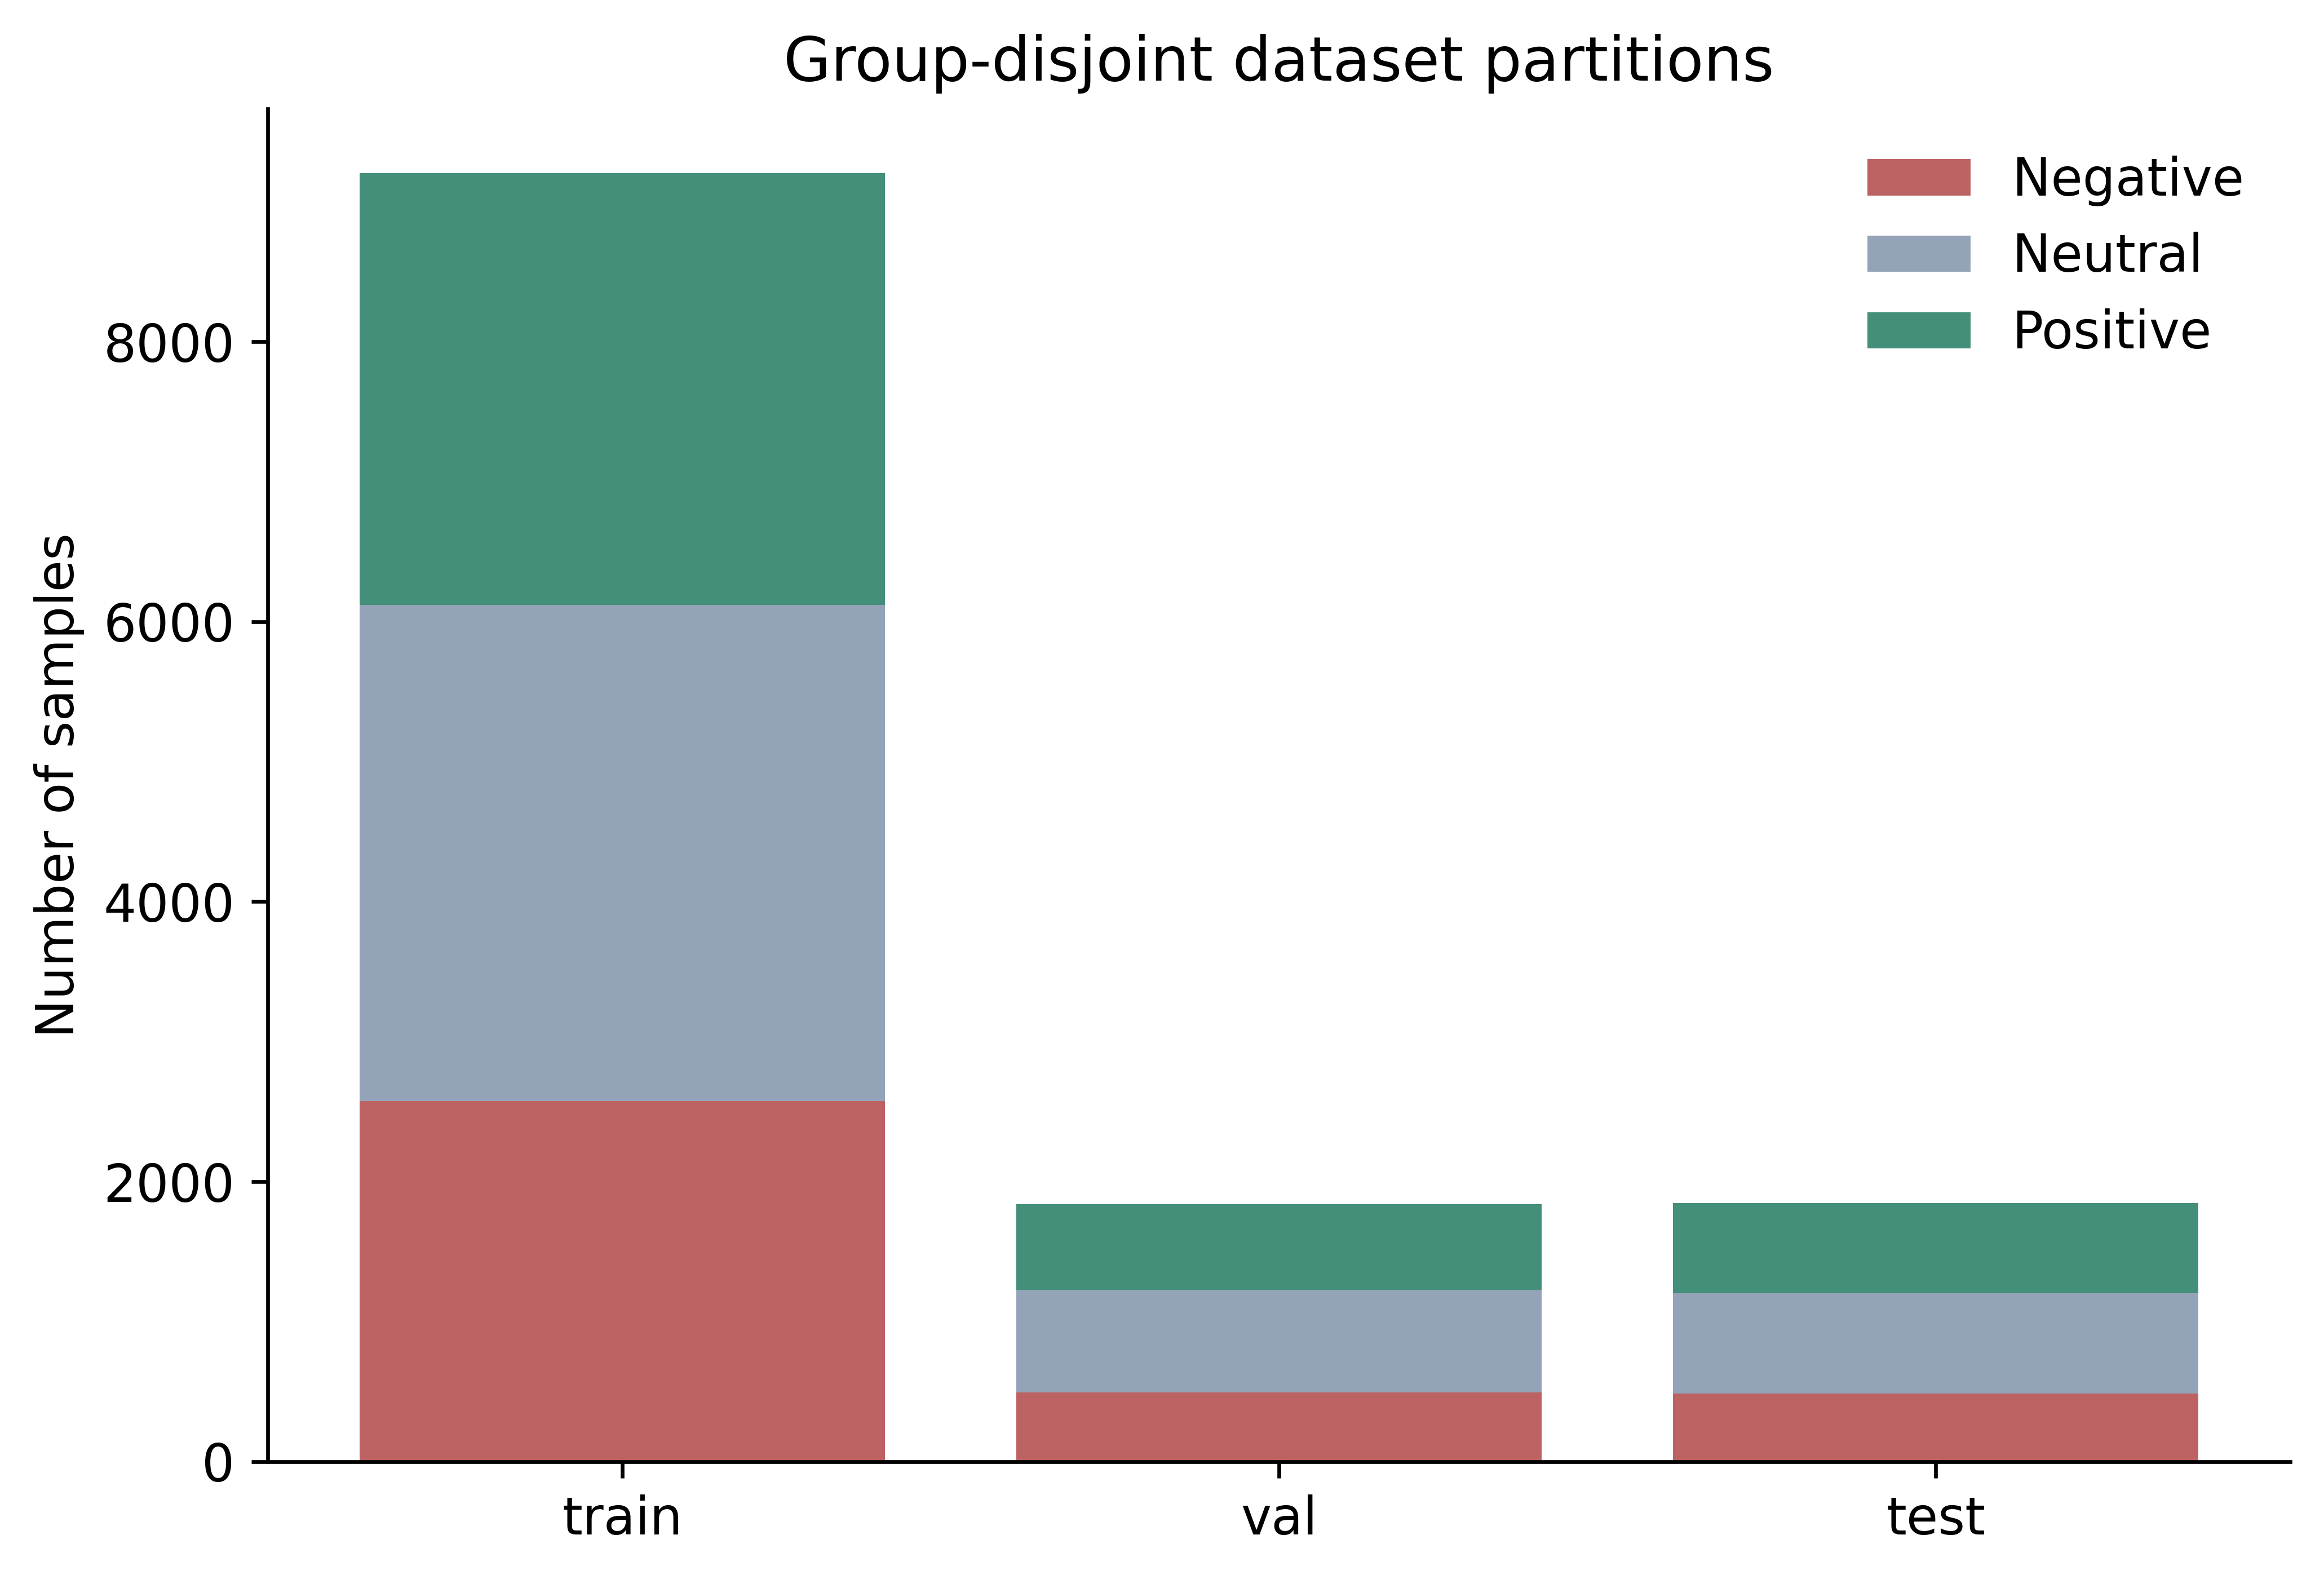 Group-disjoint dataset partitions
Negative
Neutral
Positive
Number of samples
8000
6000
4000
2000
0
train
val
test